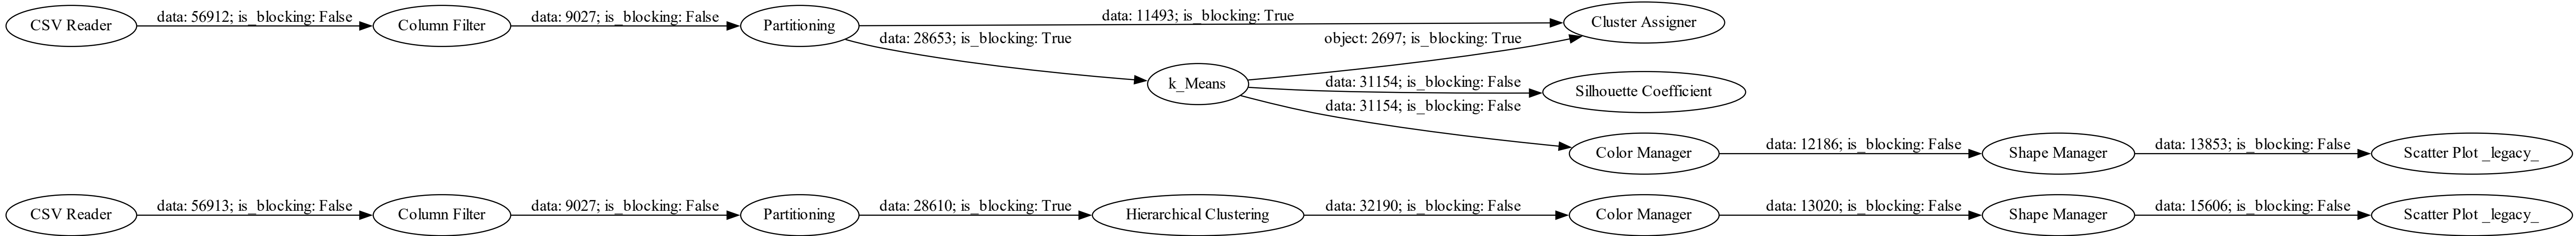 CSV Reader
data: 56912; is_blocking: False
Column Filter
data: 9027; is_blocking: False
Partitioning
data: 11493; is_blocking: True
Cluster Assigner
data: 28653; is_blocking: True
object: 2697; is_blocking: True
k_Means
data: 31154; is_blocking: False
Silhouette Coefficient
data: 31154; is_blocking: False
Color Manager
data: 12186; is_blocking: False
Shape Manager
data: 13853; is_blocking: False
Scatter Plot _legacy_
CSV Reader
data: 56913; is_blocking: False
Column Filter
data: 9027; is_blocking: False
Partitioning
data: 28610; is_blocking: True
Hierarchical Clustering
data: 32190; is_blocking: False
Color Manager
data: 13020; is_blocking: False
Shape Manager
data: 15606; is_blocking: False
Scatter Plot _legacy_